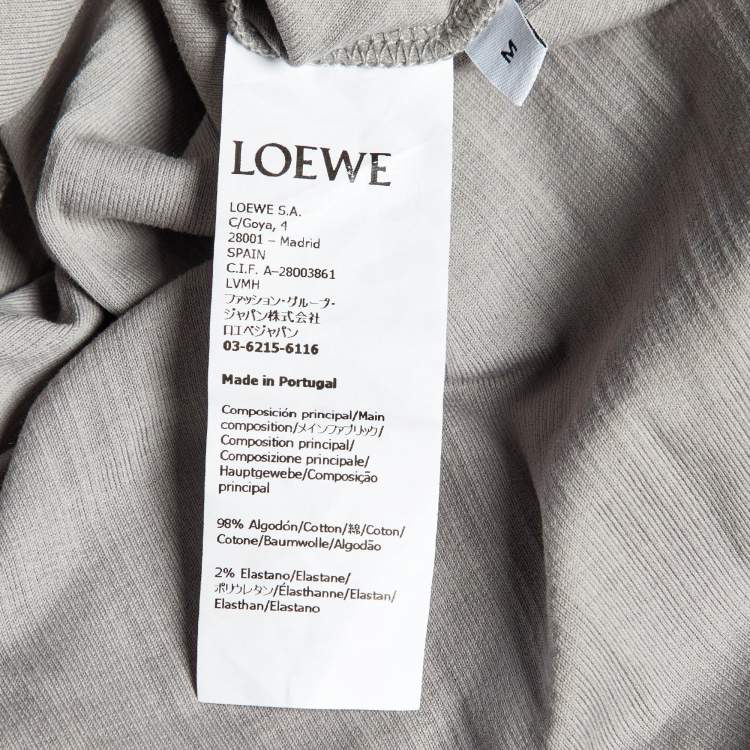 M
LOEWE
LOEWE S.A.
C/Goya, 4
28001 – Madrid
SPAIN
C.I.F. A-28003861
LVMH
ファッション・グループ・
ジャパン株式会社
ロエベジャパン
03-6215-6116
Made in Portugal
Composición principal/Main
composition/メインファブリック/
Composition principal/
Composizione principale/
Hauptgewebe/Composição
principal
98% Algodón/Cotton/綿/Coton/
Cotone/Baumwolle/Algodão
2% Elastano/Elastane/
ポリウレタン/Élasthanne/Elastan/
Elasthan/Elastano